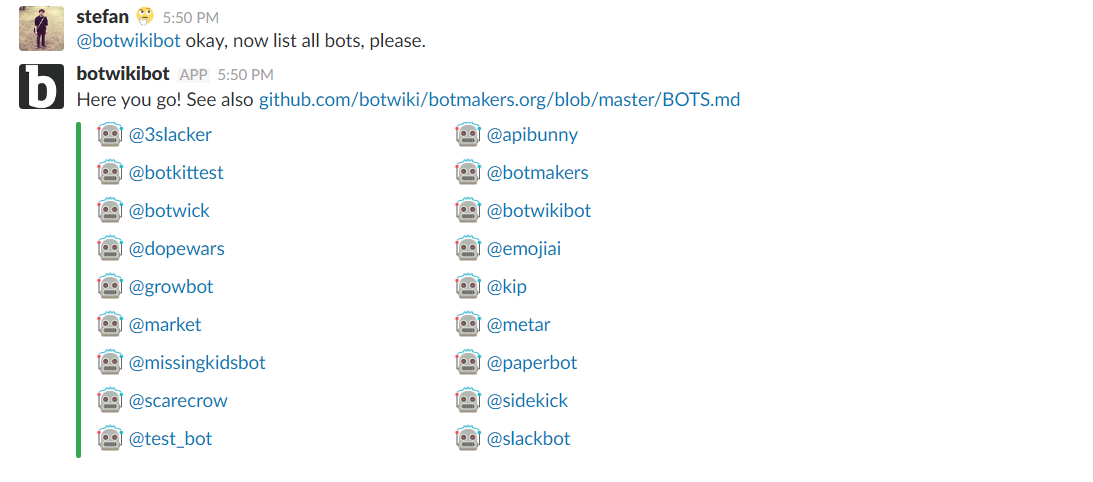 stefan 🤔 5:50 PM
@botwikibot okay, now list all bots, please.
b
botwikibot APP 5:50 PM
Here you go! See also github.com/botwiki/botmakers.org/blob/master/BOTS.md
@3slacker @apibunny
@botkittest @botmakers
@botwick @botwikibot
@dopewars @emojiai
@growbot @kip
@market @metar
@missingkidsbot @paperbot
@scarecrow @sidekick
@test_bot @slackbot